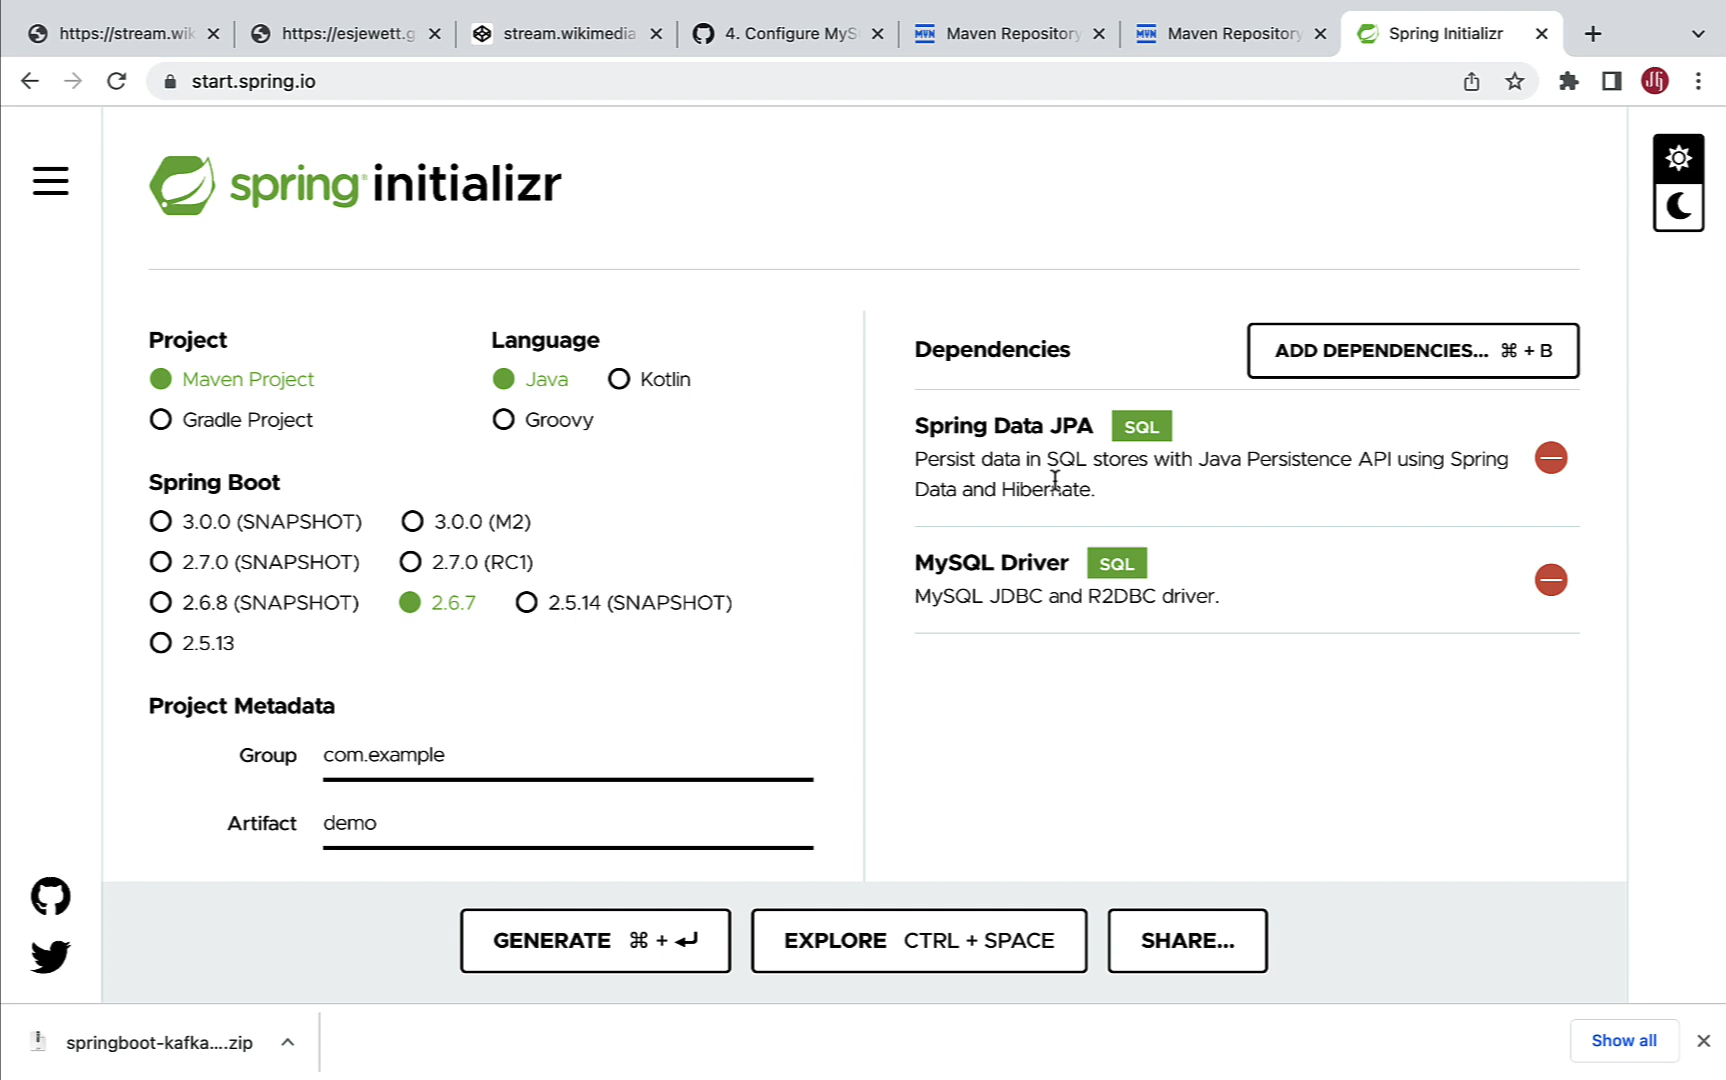 https://stream.wik
https://esjewett.g
stream.wikimedia
4. Configure MyS
Maven Repository
Maven Repository
Spring Initializr
start.spring.io
spring initializr
Project
Maven Project
Gradle Project
Language
Java
Kotlin
Groovy
Spring Boot
3.0.0 (SNAPSHOT)
3.0.0 (M2)
2.7.0 (SNAPSHOT)
2.7.0 (RC1)
2.6.8 (SNAPSHOT)
2.6.7
2.5.14 (SNAPSHOT)
2.5.13
Project Metadata
Group com.example
Artifact demo
Dependencies
ADD DEPENDENCIES... ⌘ + B
Spring Data JPA SQL
Persist data in SQL stores with Java Persistence API using Spring
Data and Hibernate.
MySQL Driver SQL
MySQL JDBC and R2DBC driver.
GENERATE ⌘ + ↵
EXPLORE CTRL + SPACE
SHARE...
springboot-kafka....zip
Show all